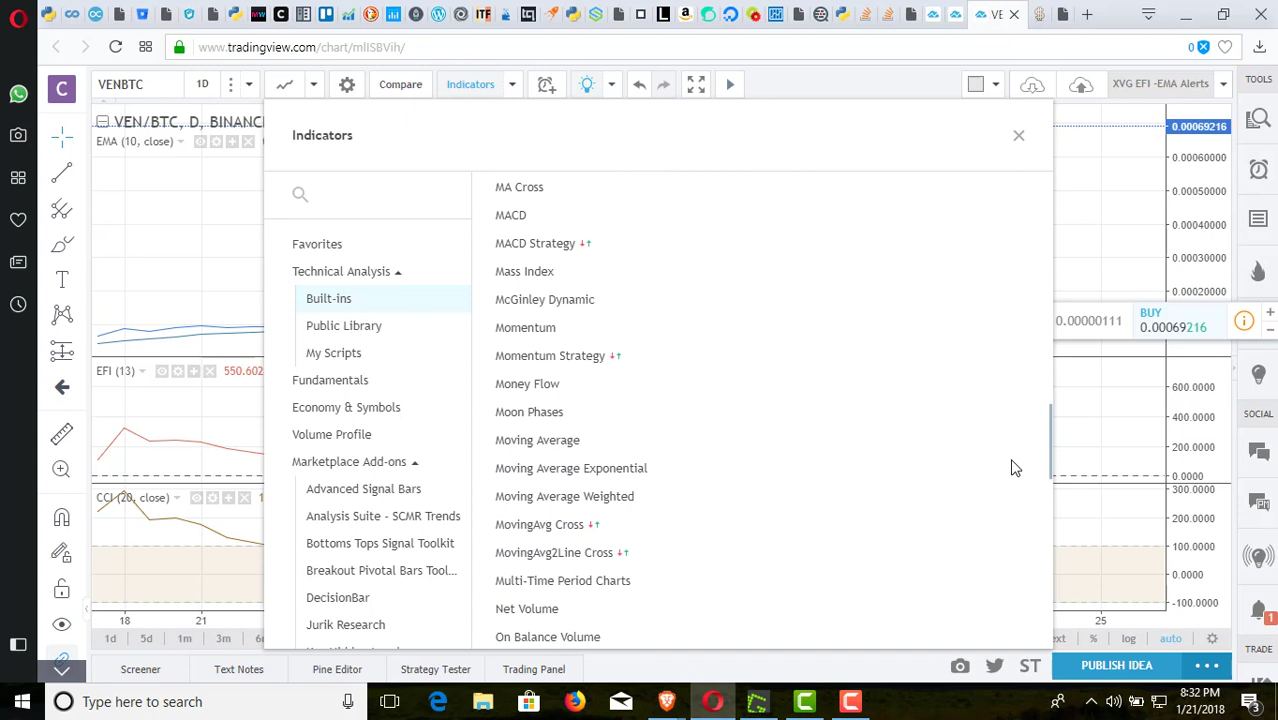 VE
www.tradingview.com/chart/mlISBVih/
0
C
VENBTC
1D
Compare
Indicators
XVG EFI -EMA Alerts
TOOLS
VEN/BTC, D, BINANC
EMA (10, close)
0.00069216
0.00060000
0.00050000
0.00040000
0.00030000
0.00020000
0.00000111
BUY
0.00069216
EFI (13)
550.602
600.0000
400.0000
200.0000
0.0000
CCI (20, close)
300.0000
200.0000
100.0000
0.0000
-100.0000
SOCIAL
1
TRADE
18
21
25
1d
5d
1m
3m
ext
%
log
auto
Indicators
Favorites
Technical Analysis
Built-ins
Public Library
My Scripts
Fundamentals
Economy & Symbols
Volume Profile
Marketplace Add-ons
Advanced Signal Bars
Analysis Suite - SCMR Trends
Bottoms Tops Signal Toolkit
Breakout Pivotal Bars Tool...
DecisionBar
Jurik Research
MA Cross
MACD
MACD Strategy
Mass Index
McGinley Dynamic
Momentum
Momentum Strategy
Money Flow
Moon Phases
Moving Average
Moving Average Exponential
Moving Average Weighted
MovingAvg Cross
MovingAvg2Line Cross
Multi-Time Period Charts
Net Volume
On Balance Volume
Screener
Text Notes
Pine Editor
Strategy Tester
Trading Panel
ST
PUBLISH IDEA
Type here to search
8:32 PM
1/21/2018
3